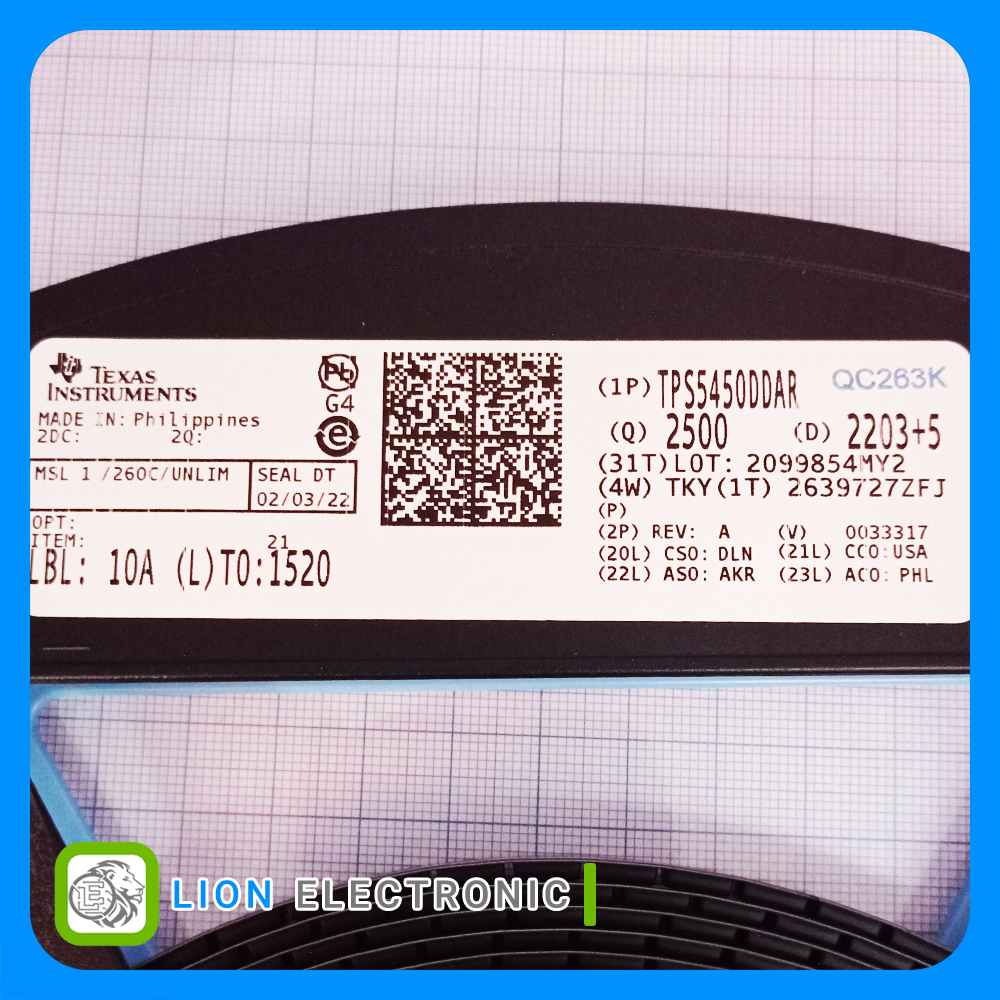 TEXAS
INSTRUMENTS
MADE IN: Philippines
2DC: 2Q:
MSL 1 /260C/UNLIM
SEAL DT
02/03/22
OPT:
ITEM: 21
LBL: 10A (L)TO:1520
Pb
G4
e
(1P) TPS5450DDAR QC263K
(Q) 2500 (D) 2203+5
(31T)LOT: 2099854MY2
(4W) TKY(1T) 2639727ZFJ
(P)
(2P) REV: A (V) 0033317
(20L) CSO: DLN (21L) CCO:USA
(22L) ASO: AKR (23L) ACO: PHL
LE
LION ELECTRONIC